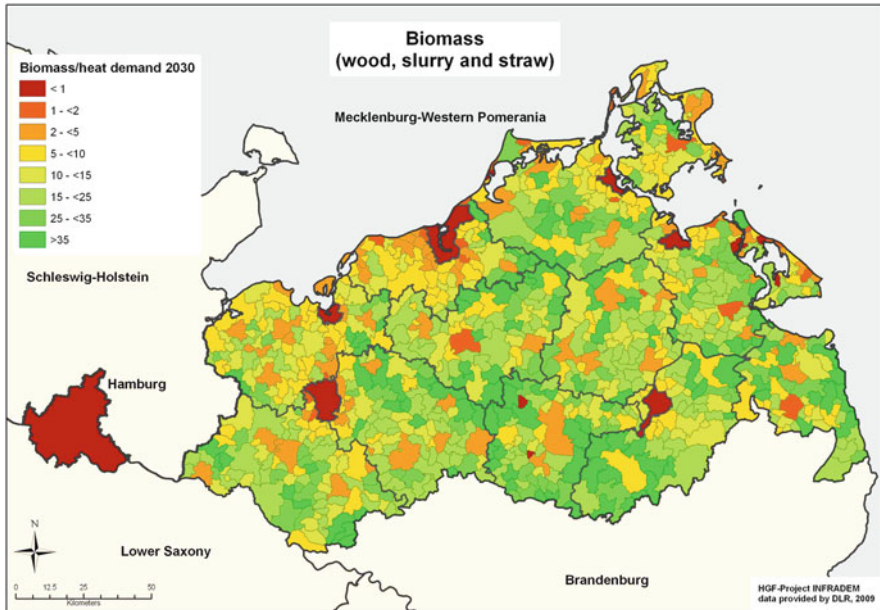 Biomass
(wood, slurry and straw)
Biomass/heat demand 2030
< 1
1 - <2
2 - <5
5 - <10
10 - <15
15 - <25
25 - <35
>35
Mecklenburg-Western Pomerania
Schleswig-Holstein
Hamburg
N
Lower Saxony
Brandenburg
0 12.5 25 50
Kilometers
HGF-Project INFRADEM
data provided by DLR, 2009